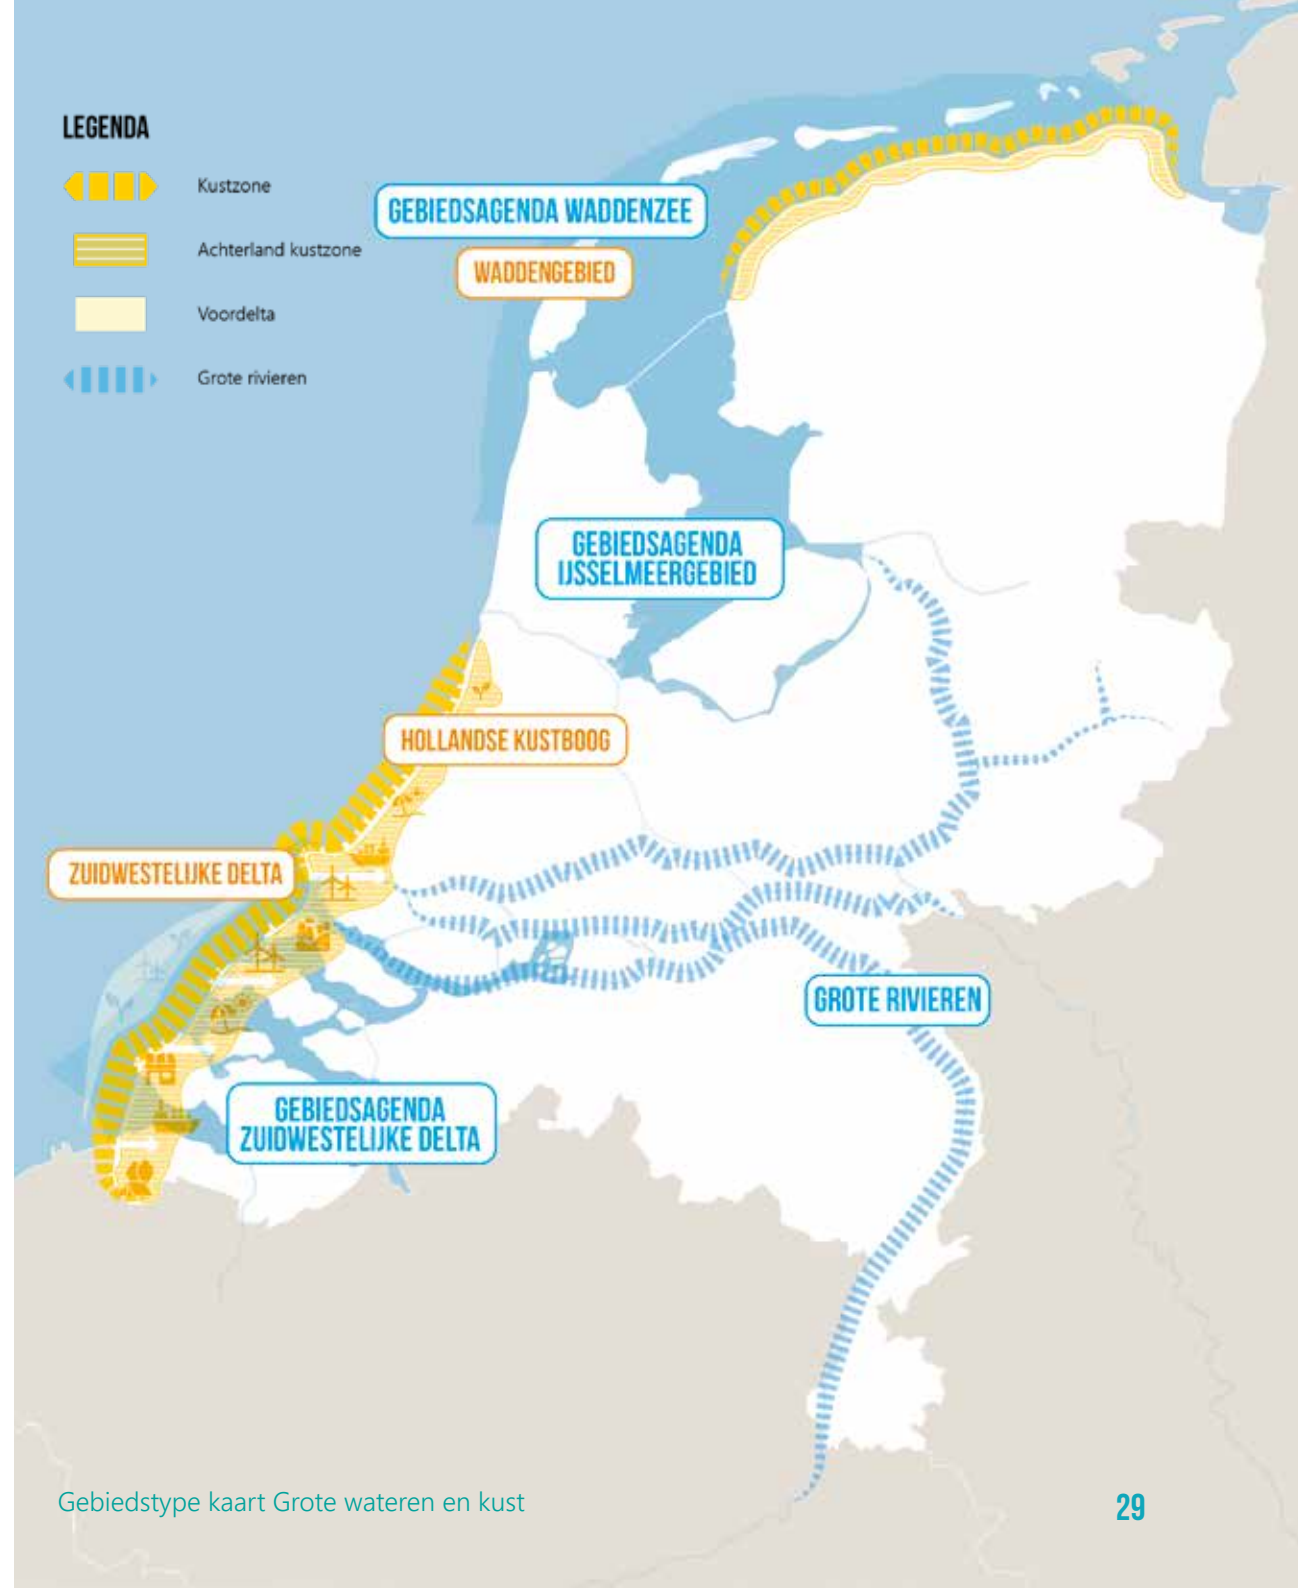 LEGENDA
Kustzone
Achterland kustzone
Voordelta
Grote rivieren
GEBIEDSAGENDA WADDENZEE
WADDENGEBIED
GEBIEDSAGENDA
IJSSELMEERGEBIED
HOLLANDSE KUSTBOOG
ZUIDWESTELIJKE DELTA
GROTE RIVIEREN
GEBIEDSAGENDA
ZUIDWESTELIJKE DELTA
Gebiedstype kaart Grote wateren en kust
29